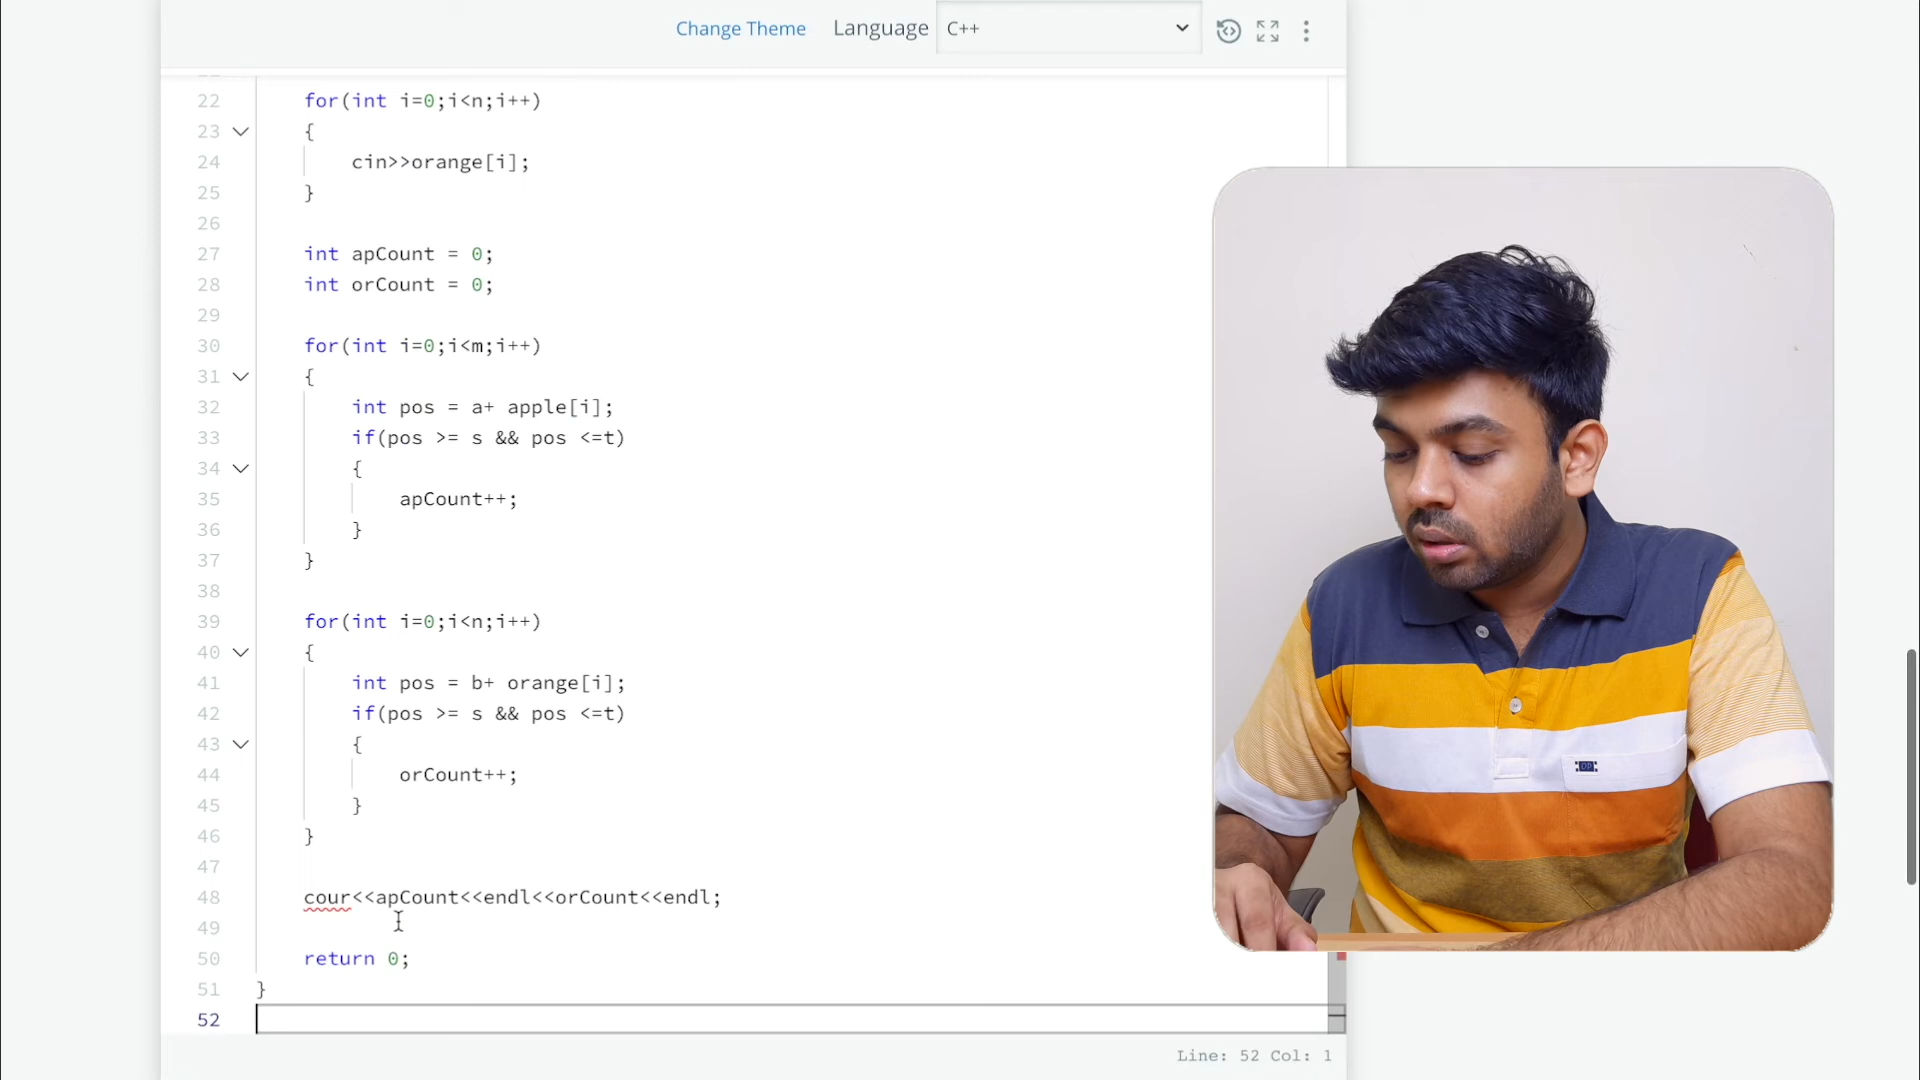 Change Theme Language C++
22 for(int i=0;i<n;i++)
23 {
24 cin>>orange[i];
25 }
26
27 int apCount = 0;
28 int orCount = 0;
29
30 for(int i=0;i<m;i++)
31 {
32 int pos = a+ apple[i];
33 if(pos >= s && pos <=t)
34 {
35 apCount++;
36 }
37 }
38
39 for(int i=0;i<n;i++)
40 {
41 int pos = b+ orange[i];
42 if(pos >= s && pos <=t)
43 {
44 orCount++;
45 }
46 }
47
48 cour<<apCount<<endl<<orCount<<endl;
49
50 return 0;
51 }
52
Line: 52 Col: 1